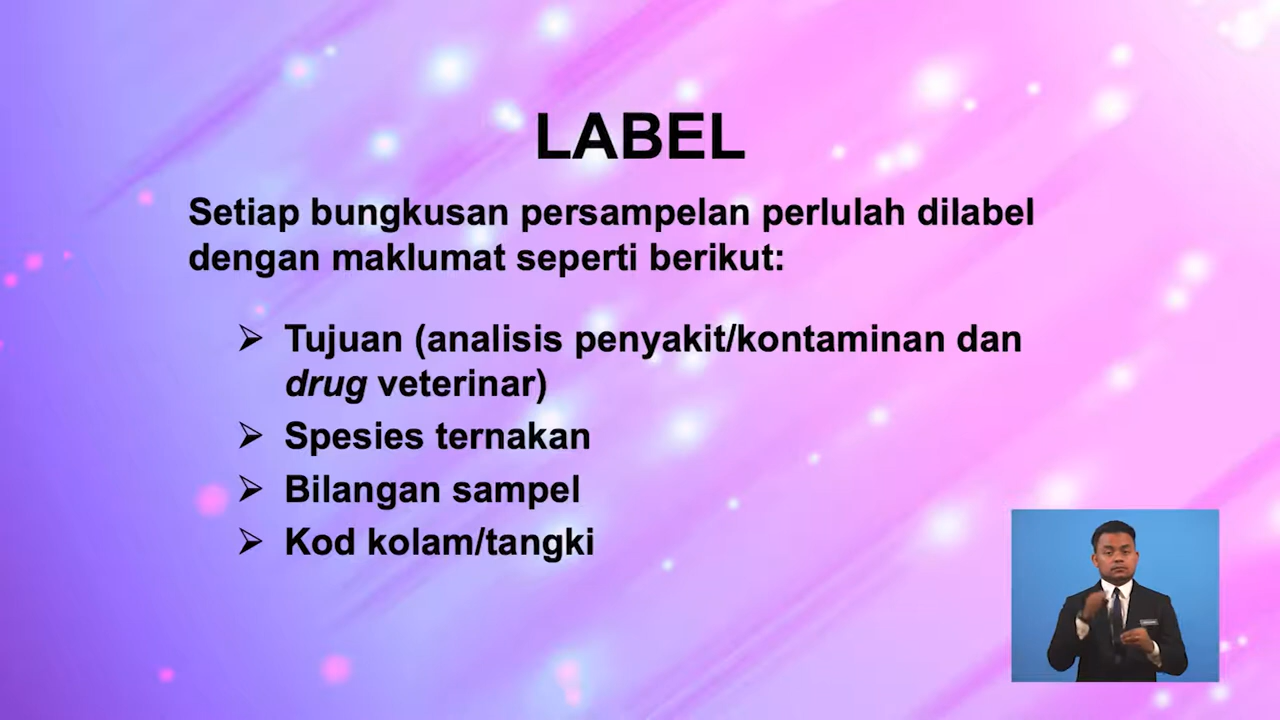 LABEL
Setiap bungkusan persampelan perlulah dilabel
dengan maklumat seperti berikut:
➢ Tujuan (analisis penyakit/kontaminan dan
drug veterinar)
➢ Spesies ternakan
➢ Bilangan sampel
➢ Kod kolam/tangki